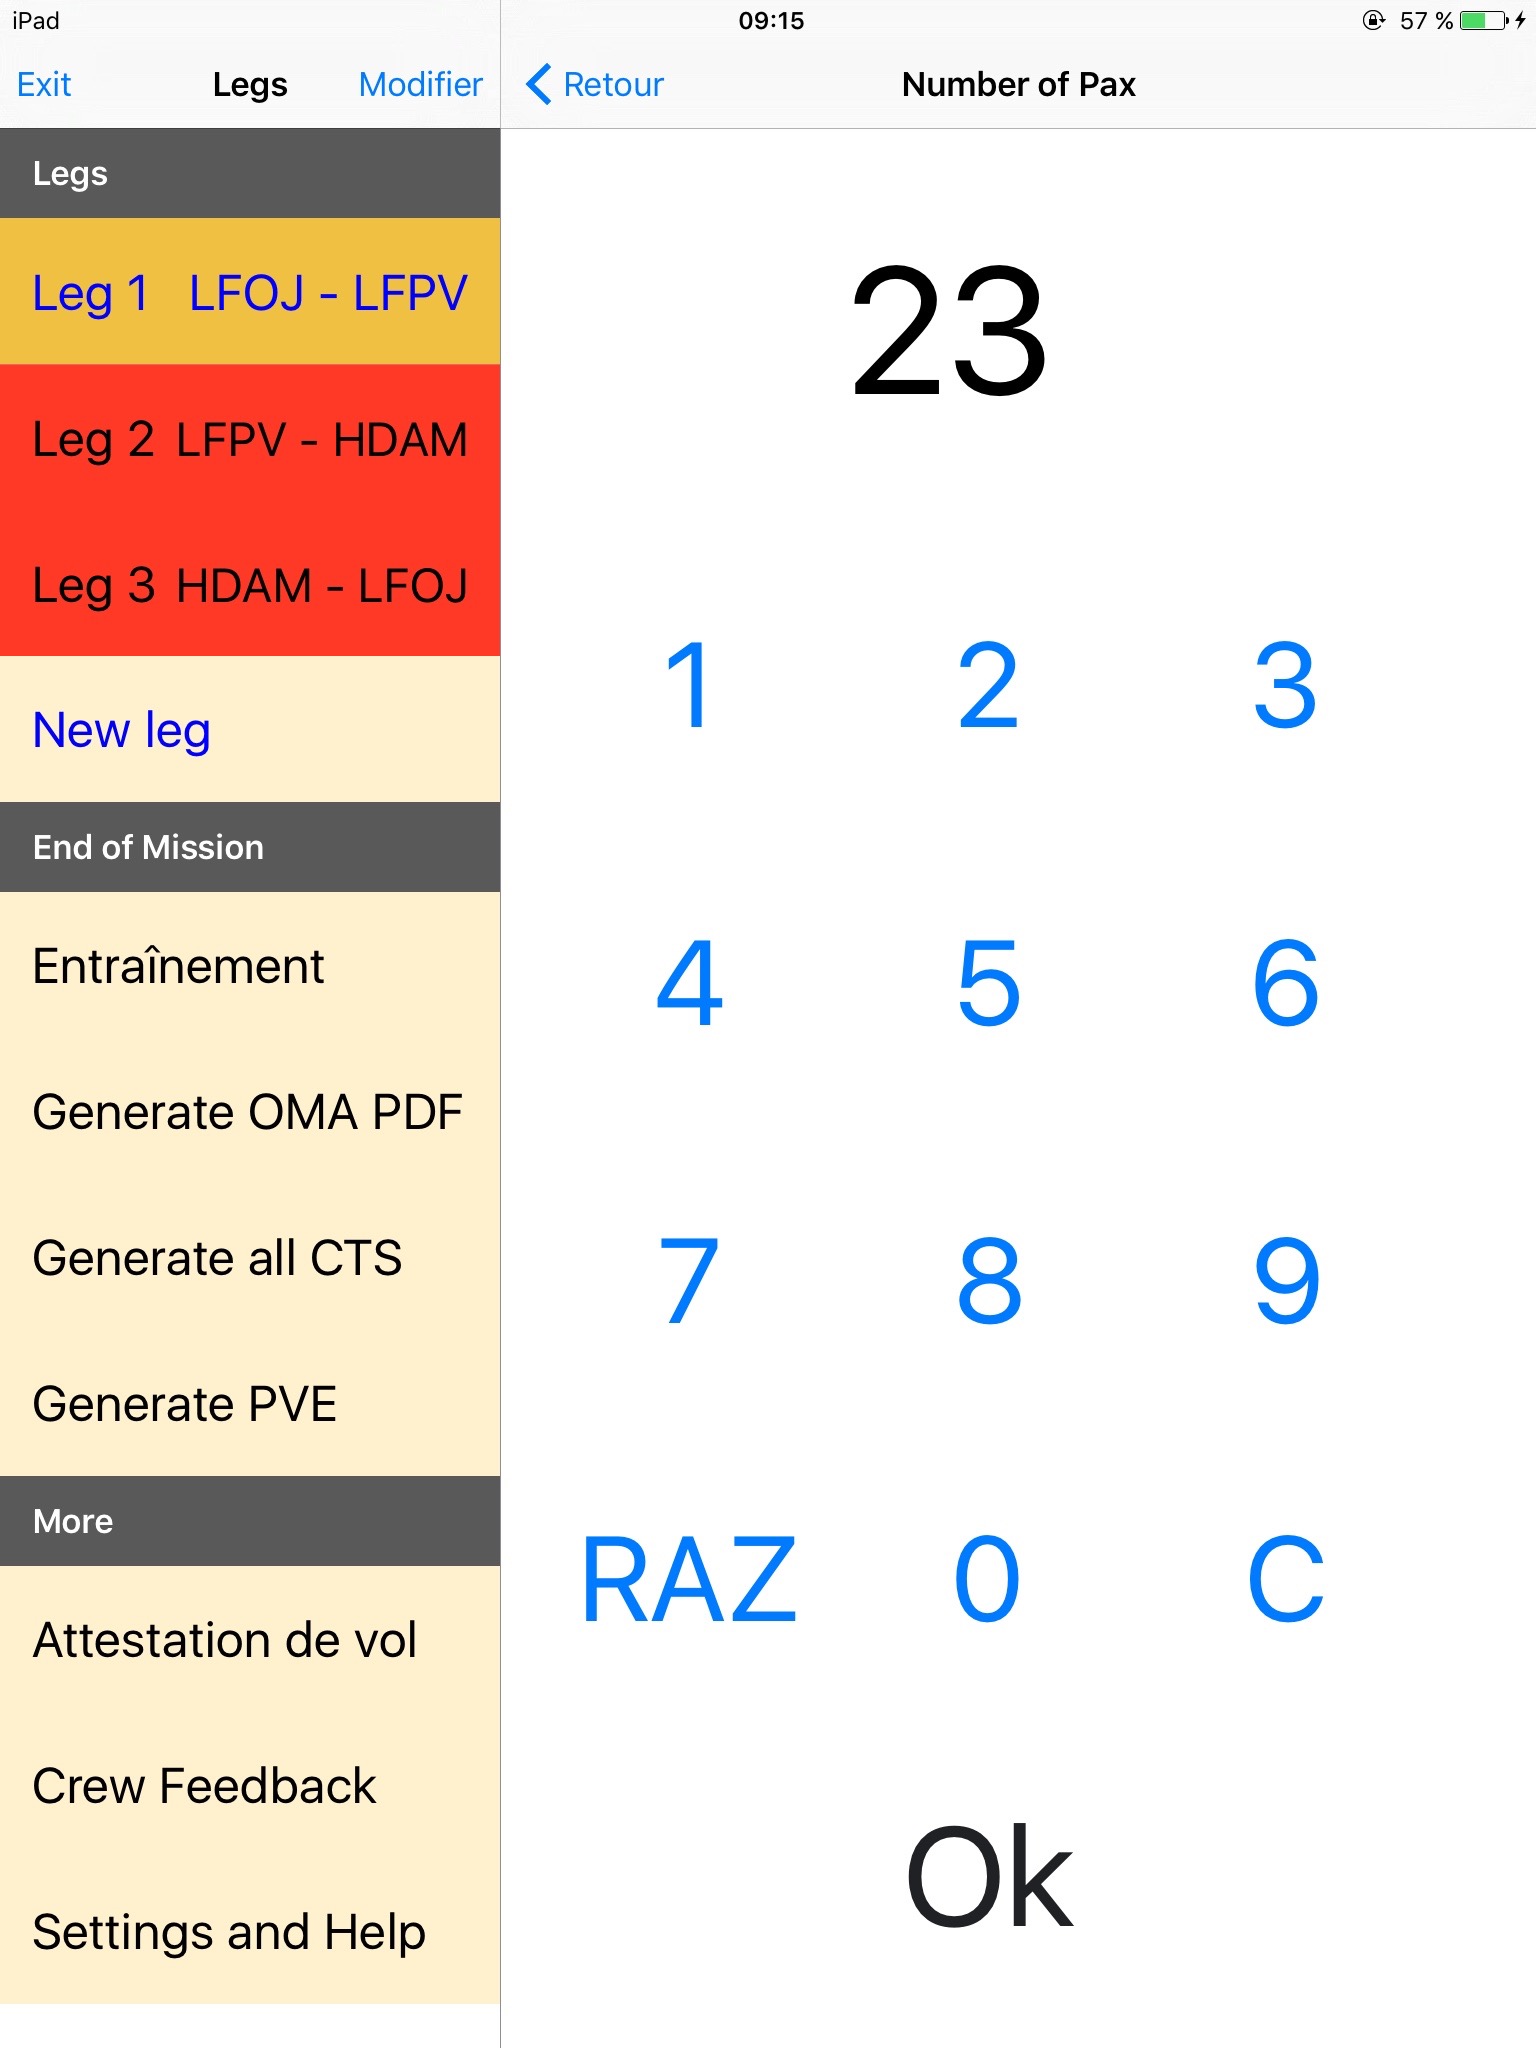 iPad
09:15
57 %
Exit
Legs
Modifier
Retour
Number of Pax
Legs
Leg 1 LFOJ - LFPV
Leg 2 LFPV - HDAM
Leg 3 HDAM - LFOJ
New leg
End of Mission
Entraînement
Generate OMA PDF
Generate all CTS
Generate PVE
More
Attestation de vol
Crew Feedback
Settings and Help
23
1 2 3
4 5 6
7 8 9
RAZ 0 C
Ok